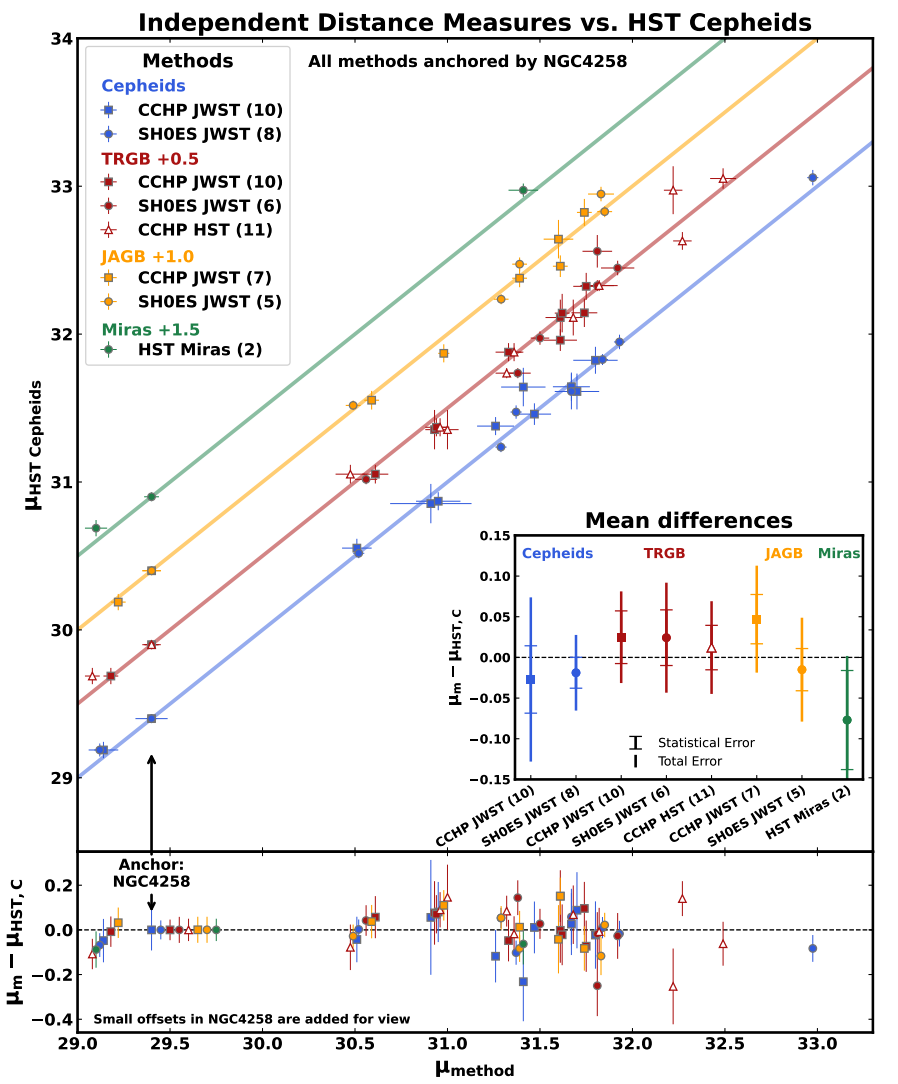 Independent Distance Measures vs. HST Cepheids
All methods anchored by NGC4258
Methods
Cepheids
CCHP JWST (10)
SH0ES JWST (8)
TRGB +0.5
CCHP JWST (10)
SH0ES JWST (6)
CCHP HST (11)
JAGB +1.0
CCHP JWST (7)
SH0ES JWST (5)
Miras +1.5
HST Miras (2)
34
33
32
31
30
29
μHST Cepheids
Mean differences
Cepheids TRGB JAGB Miras
0.15
0.10
0.05
0.00
−0.05
−0.10
−0.15
μm − μHST, C
Statistical Error
Total Error
CCHP JWST (10)
SH0ES JWST (8)
CCHP JWST (10)
SH0ES JWST (6)
CCHP HST (11)
CCHP JWST (7)
SH0ES JWST (5)
HST Miras (2)
Anchor:
NGC4258
0.2
0.0
−0.2
−0.4
μm − μHST, C
Small offsets in NGC4258 are added for view
29.0 29.5 30.0 30.5 31.0 31.5 32.0 32.5 33.0
μmethod